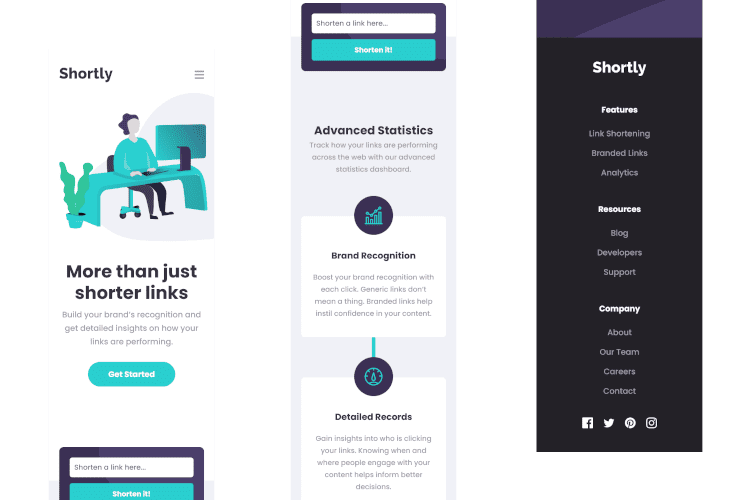 Shortly
More than just
shorter links
Build your brand's recognition and
get detailed insights on how your
links are performing.
Get Started
Shorten a link here...
Shorten it!
Shorten a link here...
Shorten it!
Advanced Statistics
Track how your links are performing
across the web with our advanced
statistics dashboard.
Brand Recognition
Boost your brand recognition with
each click. Generic links don't
mean a thing. Branded links help
instil confidence in your content.
Detailed Records
Gain insights into who is clicking
your links. Knowing when and
where people engage with your
content helps inform better
decisions.
Shortly
Features
Link Shortening
Branded Links
Analytics
Resources
Blog
Developers
Support
Company
About
Our Team
Careers
Contact